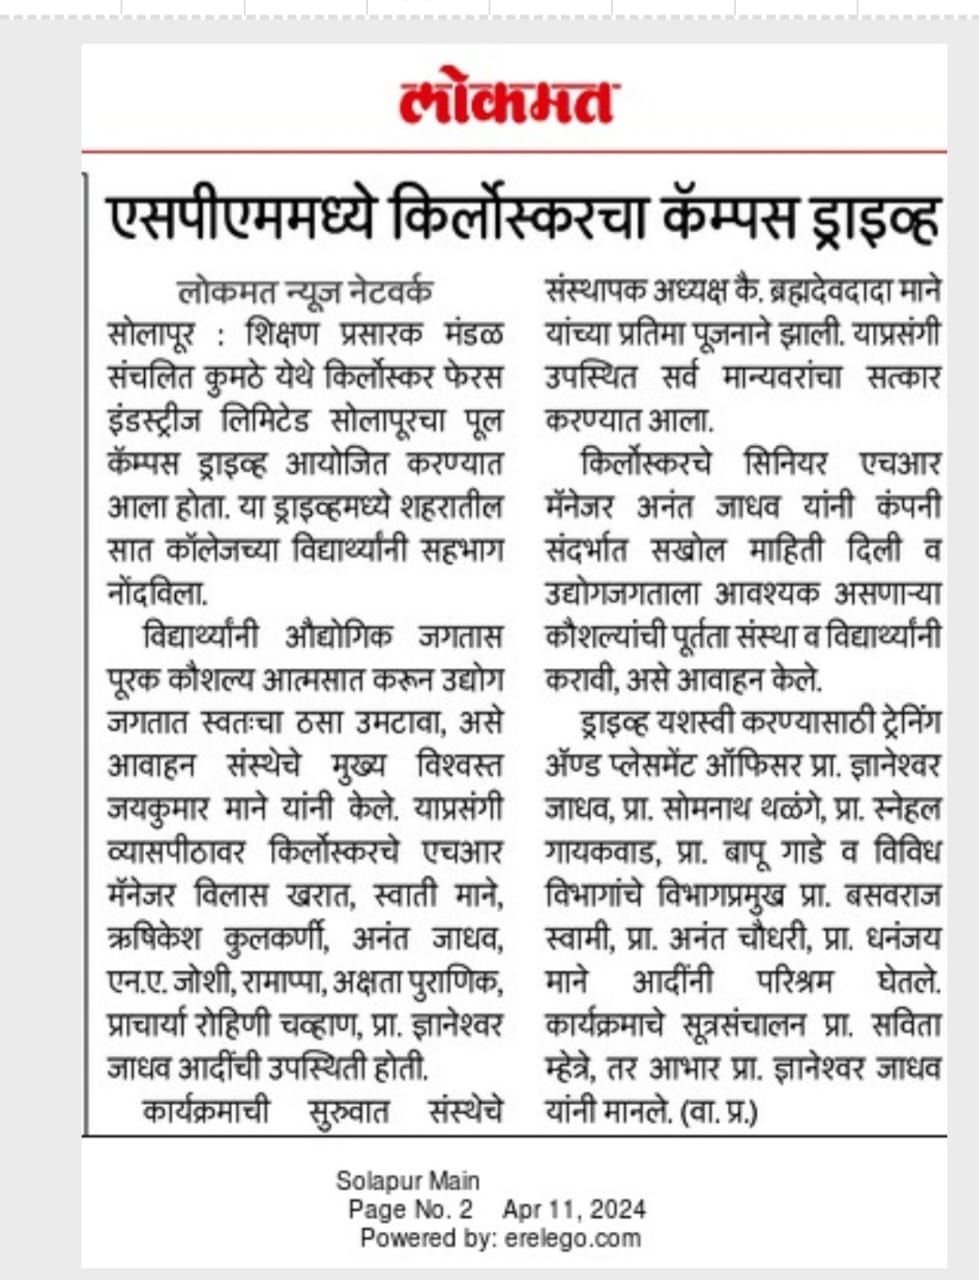 लोकमत
एसपीएममध्ये किर्लोस्करचा कॅम्पस ड्राइव्ह
लोकमत न्यूज नेटवर्क
सोलापूर : शिक्षण प्रसारक मंडळ
संचलित कुमठे येथे किर्लोस्कर फेरस
इंडस्ट्रीज लिमिटेड सोलापूरचा पूल
कॅम्पस ड्राइव्ह आयोजित करण्यात
आला होता. या ड्राइव्हमध्ये शहरातील
सात कॉलेजच्या विद्यार्थ्यांनी सहभाग
नोंदविला.
विद्यार्थ्यांनी औद्योगिक जगतास
पूरक कौशल्य आत्मसात करून उद्योग
जगतात स्वतःचा ठसा उमटावा, असे
आवाहन संस्थेचे मुख्य विश्वस्त
जयकुमार माने यांनी केले. याप्रसंगी
व्यासपीठावर किर्लोस्करचे एचआर
मॅनेजर विलास खरात, स्वाती माने,
ऋषिकेश कुलकर्णी, अनंत जाधव,
एन.ए. जोशी, रामाप्पा, अक्षता पुराणिक,
प्राचार्या रोहिणी चव्हाण, प्रा. ज्ञानेश्वर
जाधव आदींची उपस्थिती होती.
कार्यक्रमाची सुरुवात संस्थेचे
संस्थापक अध्यक्ष कै. ब्रह्मदेवदादा माने
यांच्या प्रतिमा पूजनाने झाली. याप्रसंगी
उपस्थित सर्व मान्यवरांचा सत्कार
करण्यात आला.
किर्लोस्करचे सिनियर एचआर
मॅनेजर अनंत जाधव यांनी कंपनी
संदर्भात सखोल माहिती दिली व
उद्योगजगताला आवश्यक असणाऱ्या
कौशल्यांची पूर्तता संस्था व विद्यार्थ्यांनी
करावी, असे आवाहन केले.
ड्राइव्ह यशस्वी करण्यासाठी ट्रेनिंग
ॲण्ड प्लेसमेंट ऑफिसर प्रा. ज्ञानेश्वर
जाधव, प्रा. सोमनाथ थळंगे, प्रा. स्नेहल
गायकवाड, प्रा. बापू गाडे व विविध
विभागांचे विभागप्रमुख प्रा. बसवराज
स्वामी, प्रा. अनंत चौधरी, प्रा. धनंजय
माने आदींनी परिश्रम घेतले.
कार्यक्रमाचे सूत्रसंचालन प्रा. सविता
म्हेत्रे, तर आभार प्रा. ज्ञानेश्वर जाधव
यांनी मानले. (वा. प्र.)
Solapur Main
Page No. 2 Apr 11, 2024
Powered by: erelego.com